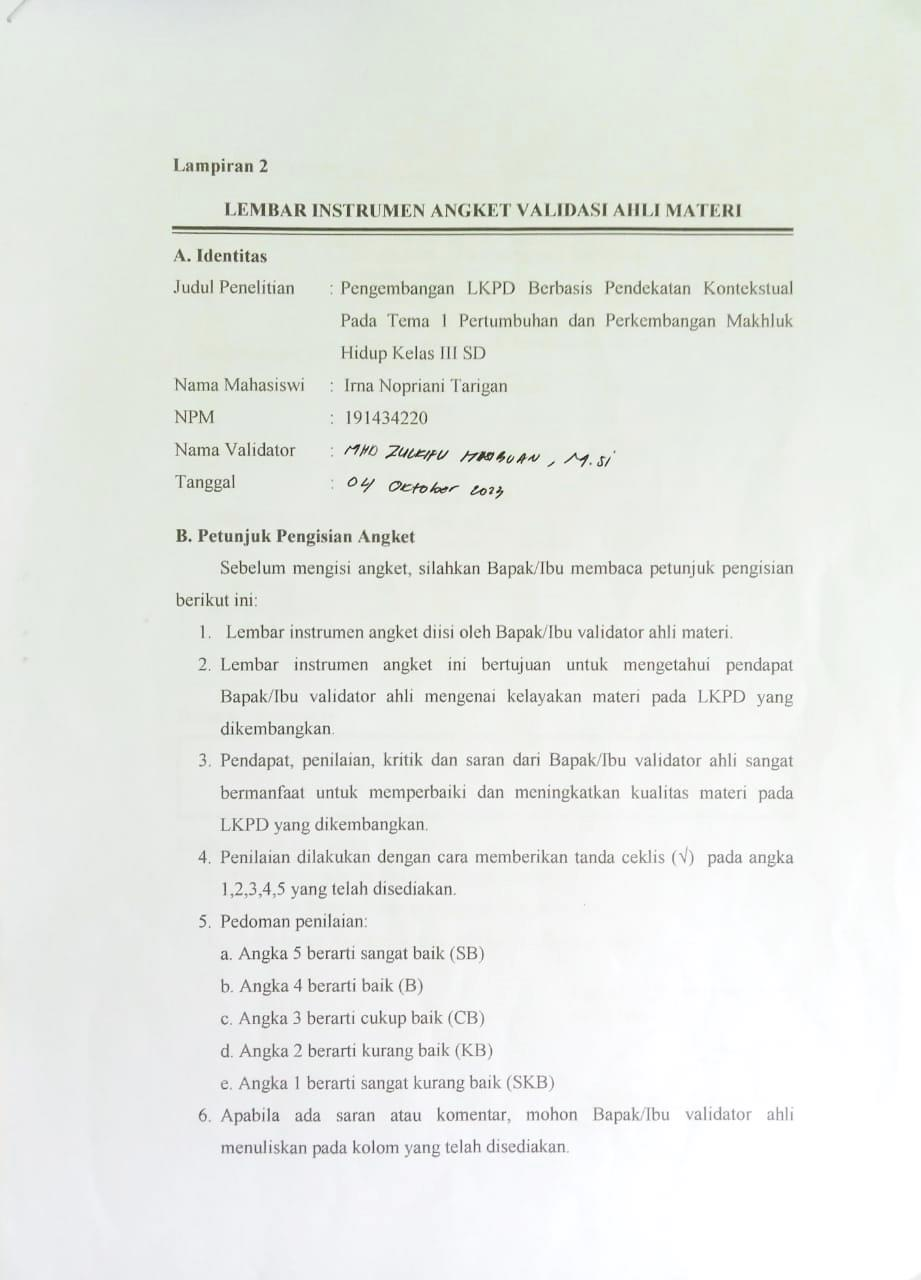 Lampiran 2
LEMBAR INSTRUMEN ANGKET VALIDASI AHLI MATERI
A. Identitas
Judul Penelitian : Pengembangan LKPD Berbasis Pendekatan Kontekstual
Pada Tema 1 Pertumbuhan dan Perkembangan Makhluk
Hidup Kelas III SD
Nama Mahasiswi : Irna Nopriani Tarigan
NPM : 191434220
Nama Validator : MHD ZULKIFLI , M.Si
Tanggal : 04 Oktober 2023
B. Petunjuk Pengisian Angket
Sebelum mengisi angket, silahkan Bapak/Ibu membaca petunjuk pengisian
berikut ini:
1. Lembar instrumen angket diisi oleh Bapak/Ibu validator ahli materi.
2. Lembar instrumen angket ini bertujuan untuk mengetahui pendapat
Bapak/Ibu validator ahli mengenai kelayakan materi pada LKPD yang
dikembangkan.
3. Pendapat, penilaian, kritik dan saran dari Bapak/Ibu validator ahli sangat
bermanfaat untuk memperbaiki dan meningkatkan kualitas materi pada
LKPD yang dikembangkan.
4. Penilaian dilakukan dengan cara memberikan tanda ceklis (√) pada angka
1,2,3,4,5 yang telah disediakan.
5. Pedoman penilaian:
a. Angka 5 berarti sangat baik (SB)
b. Angka 4 berarti baik (B)
c. Angka 3 berarti cukup baik (CB)
d. Angka 2 berarti kurang baik (KB)
e. Angka 1 berarti sangat kurang baik (SKB)
6. Apabila ada saran atau komentar, mohon Bapak/Ibu validator ahli
menuliskan pada kolom yang telah disediakan.